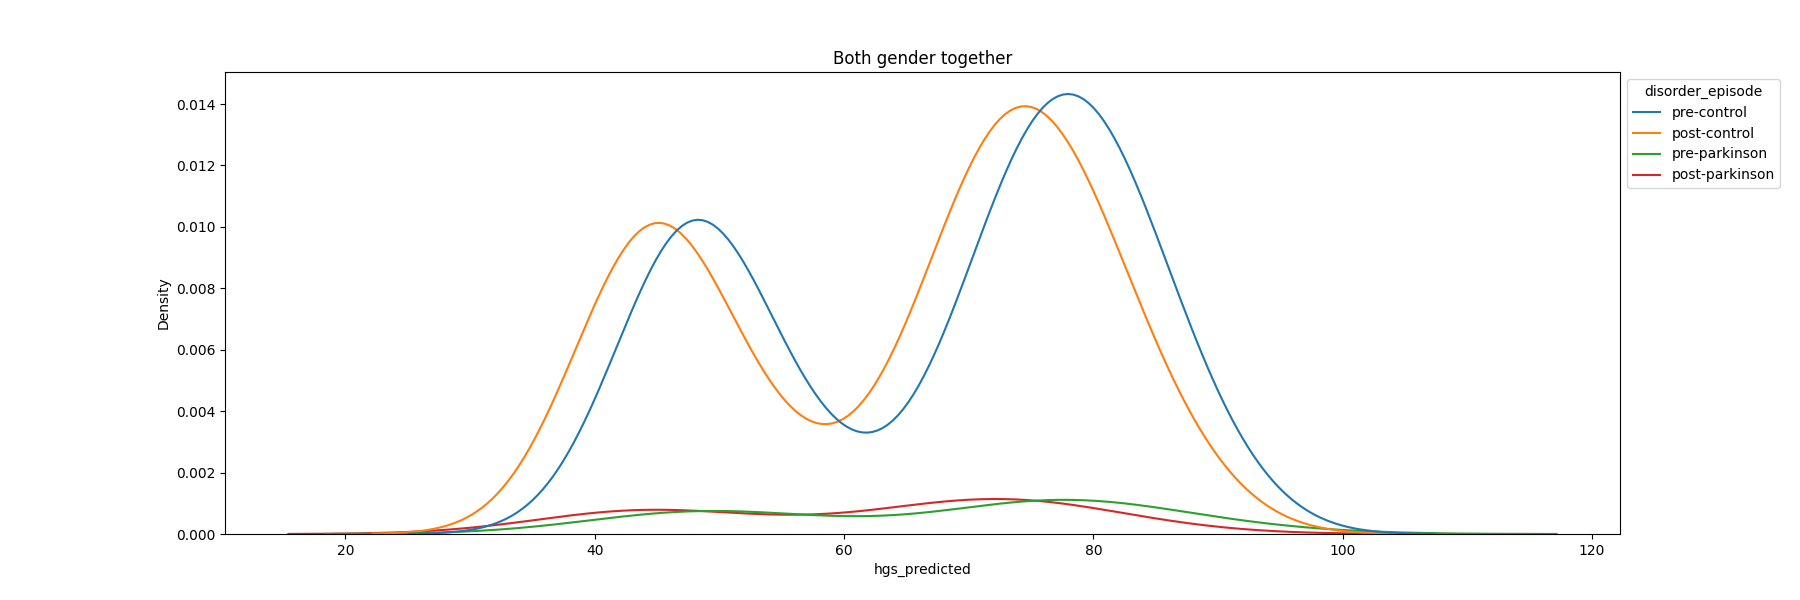 Both gender together
disorder_episode
pre-control
post-control
pre-parkinson
post-parkinson
Density
0.014
0.012
0.010
0.008
0.006
0.004
0.002
0.000
20 40 60 80 100 120
hgs_predicted